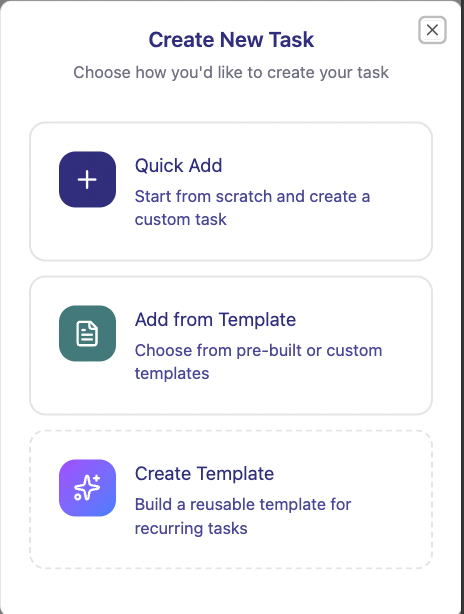 Create New Task
Choose how you'd like to create your task
Quick Add
Start from scratch and create a
custom task
Add from Template
Choose from pre-built or custom
templates
Create Template
Build a reusable template for
recurring tasks